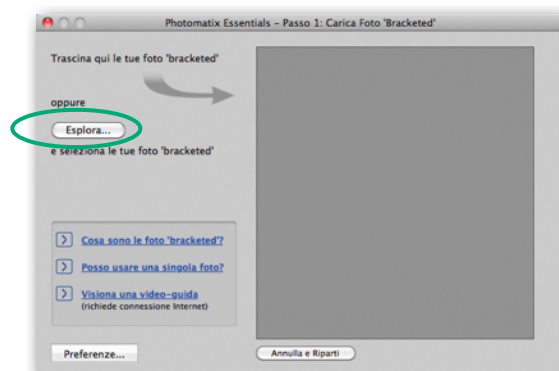 Photomatix Essentials – Passo 1: Carica Foto 'Bracketed'
Trascina qui le tue foto 'bracketed'
oppure
Esplora...
e seleziona le tue foto 'bracketed'
Cosa sono le foto 'bracketed'?
Posso usare una singola foto?
Visiona una video-guida
(richiede connessione Internet)
Preferenze...
Annulla e Riparti